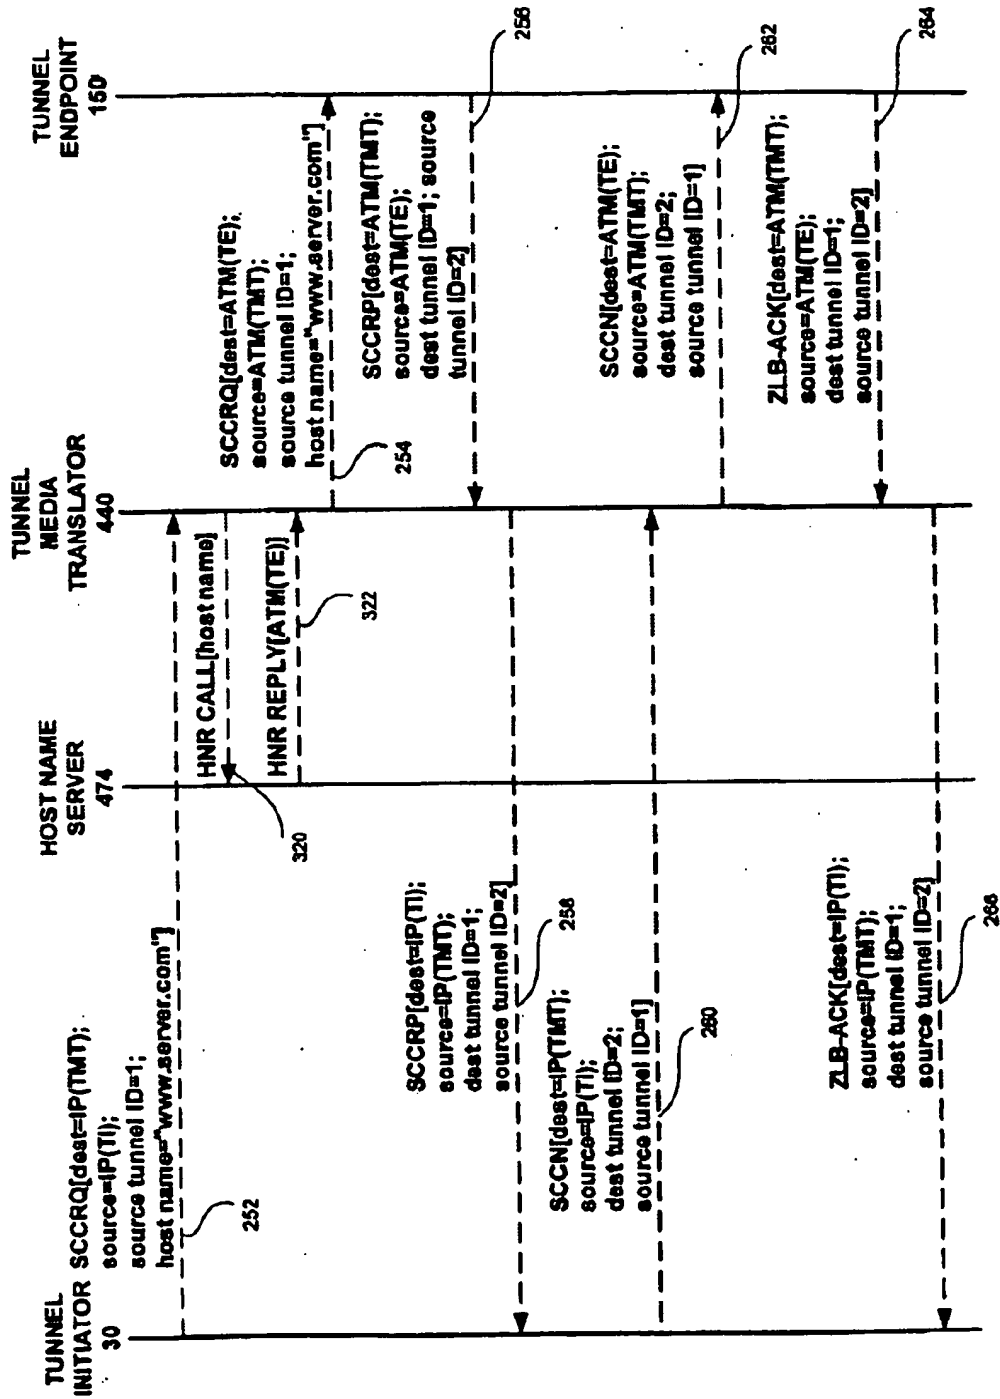 TUNNEL
INITIATOR
30
HOST NAME
SERVER
474
TUNNEL
MEDIA
TRANSLATOR
440
TUNNEL
ENDPOINT
150
SCCRQ[dest=IP(TMT);
source=IP(TI);
source tunnel ID=1;
host name="www.server.com"]
252
HNR CALL[host name]
320
HNR REPLY[ATM(TE)]
322
SCCRQ[dest=ATM(TE);
source=ATM(TMT);
source tunnel ID=1;
host name="www.server.com"]
254
SCCRP[dest=ATM(TMT);
source=ATM(TE);
dest tunnel ID=1; source
tunnel ID=2]
256
SCCRP[dest=IP(TI);
source=IP(TMT);
dest tunnel ID=1;
source tunnel ID=2]
258
SCCN[dest=IP(TMT);
source=IP(TI);
dest tunnel ID=2;
source tunnel ID=1]
260
SCCN[dest=ATM(TE);
source=ATM(TMT);
dest tunnel ID=2;
source tunnel ID=1]
262
ZLB-ACK[dest=ATM(TMT);
source=ATM(TE);
dest tunnel ID=1;
source tunnel ID=2]
264
ZLB-ACK[dest=IP(TI);
source=IP(TMT);
dest tunnel ID=1;
source tunnel ID=2]
266